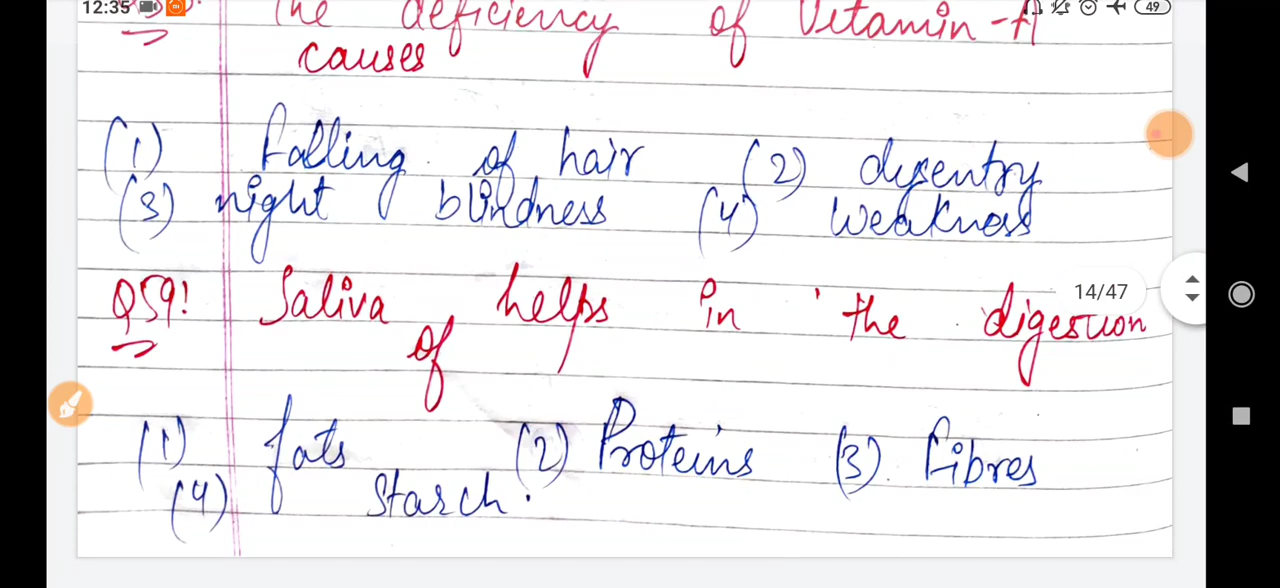 12:35 49
The deficiency of Vitamin-A
causes
(1) falling of hair (2) dysentry
(3) night blindness (4) weakness
14/47
Q59! Saliva helps in the digestion
of
(1) fats (2) Proteins (3) Fibres
(4) starch.